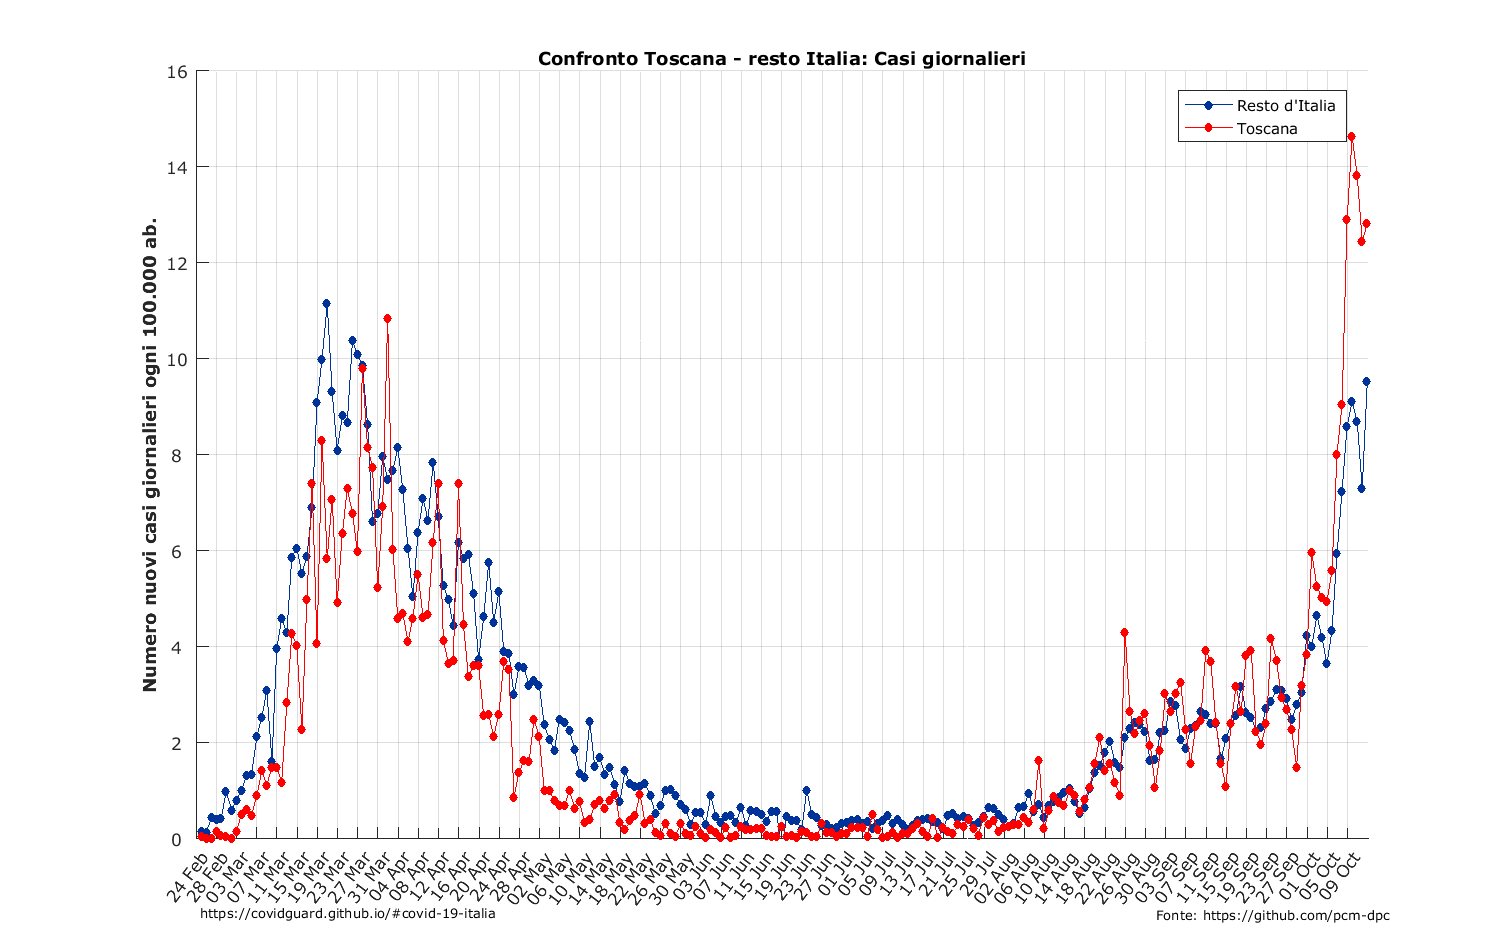 Confronto Toscana - resto Italia: Casi giornalieri
Resto d'Italia
Toscana
Numero nuovi casi giornalieri ogni 100.000 ab.
16
14
12
10
8
6
4
2
0
24 Feb
28 Feb
03 Mar
07 Mar
11 Mar
15 Mar
19 Mar
23 Mar
27 Mar
31 Mar
04 Apr
08 Apr
12 Apr
16 Apr
20 Apr
24 Apr
28 Apr
02 May
06 May
10 May
14 May
18 May
22 May
26 May
30 May
03 Jun
07 Jun
11 Jun
15 Jun
19 Jun
23 Jun
27 Jun
01 Jul
05 Jul
09 Jul
13 Jul
17 Jul
21 Jul
25 Jul
29 Jul
02 Aug
06 Aug
10 Aug
14 Aug
18 Aug
22 Aug
26 Aug
30 Aug
03 Sep
07 Sep
11 Sep
15 Sep
19 Sep
23 Sep
27 Sep
01 Oct
05 Oct
09 Oct
https://covidguard.github.io/#covid-19-italia
Fonte: https://github.com/pcm-dpc